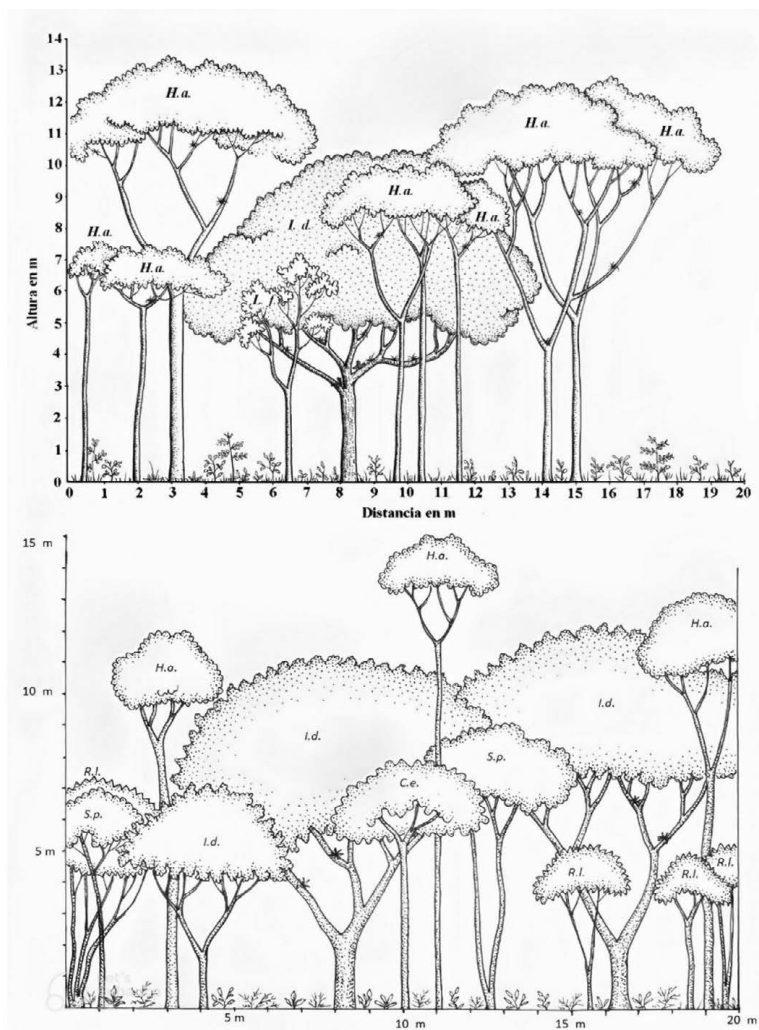 14
13
H.a.
12
H.a.
H.a.
11
10
9
H.a.
8
H.a.
H.a.
I. d.
7
H.a.
6
5
4
3
2
1
0
Altura en m
0 1 2 3 4 5 6 7 8 9 10 11 12 13 14 15 16 17 18 19 20
Distancia en m
15 m
H.a.
H.a.
H.a.
10 m
I.d.
I.d.
S.p.
R.l.
C.e.
S.p.
I.d.
5 m
R.l.
R.l.
R.l.
5 m 10 m 15 m 20 m